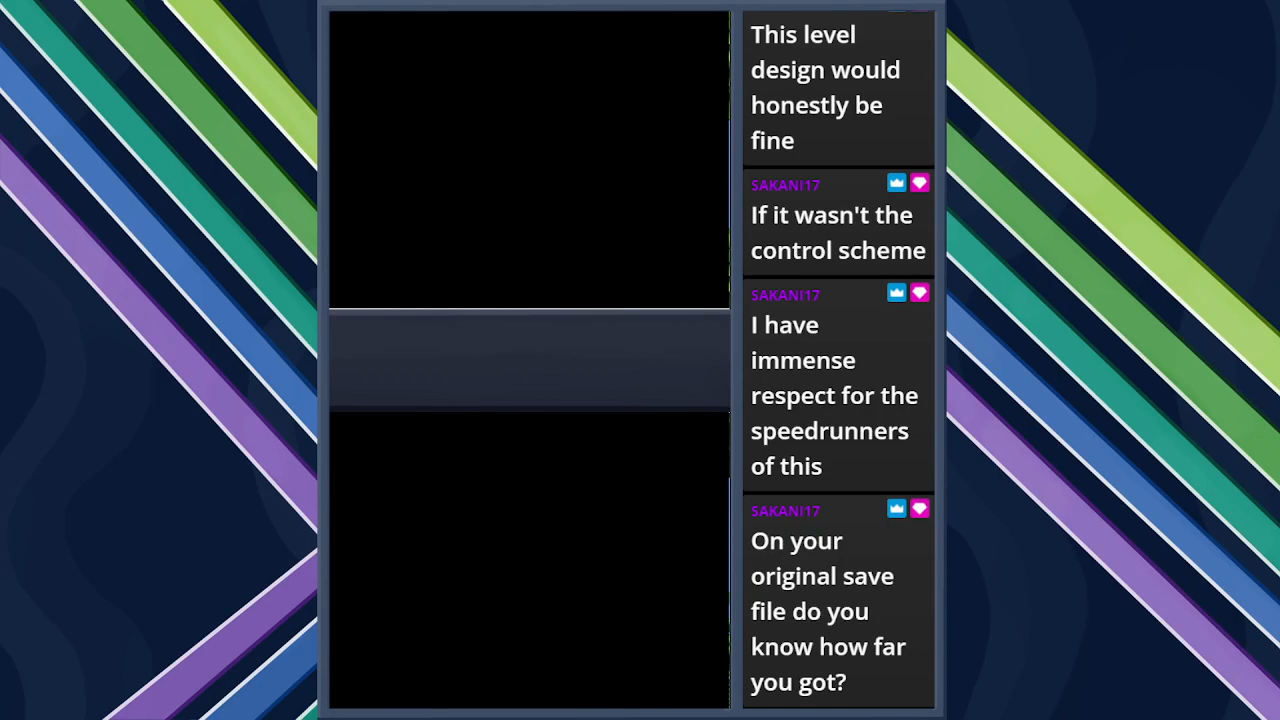 This level
design would
honestly be
fine
SAKANI17
If it wasn't the
control scheme
SAKANI17
I have
immense
respect for the
speedrunners
of this
SAKANI17
On your
original save
file do you
know how far
you got?